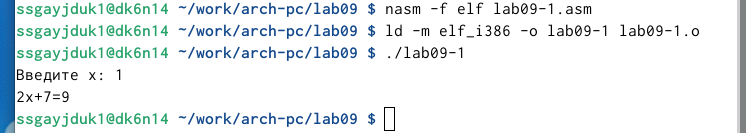 ssgayjduk1@dk6n14 ~/work/arch-pc/lab09 $ nasm -f elf lab09-1.asm
ssgayjduk1@dk6n14 ~/work/arch-pc/lab09 $ ld -m elf_i386 -o lab09-1 lab09-1.o
ssgayjduk1@dk6n14 ~/work/arch-pc/lab09 $ ./lab09-1
Введите x: 1
2x+7=9
ssgayjduk1@dk6n14 ~/work/arch-pc/lab09 $